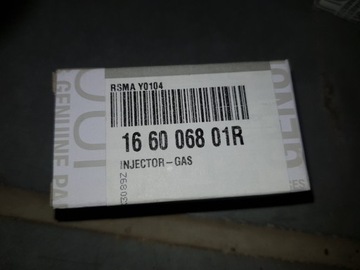 RSMA Y0104
16 60 068 01R
INJECTOR-GAS
GENUINE PA